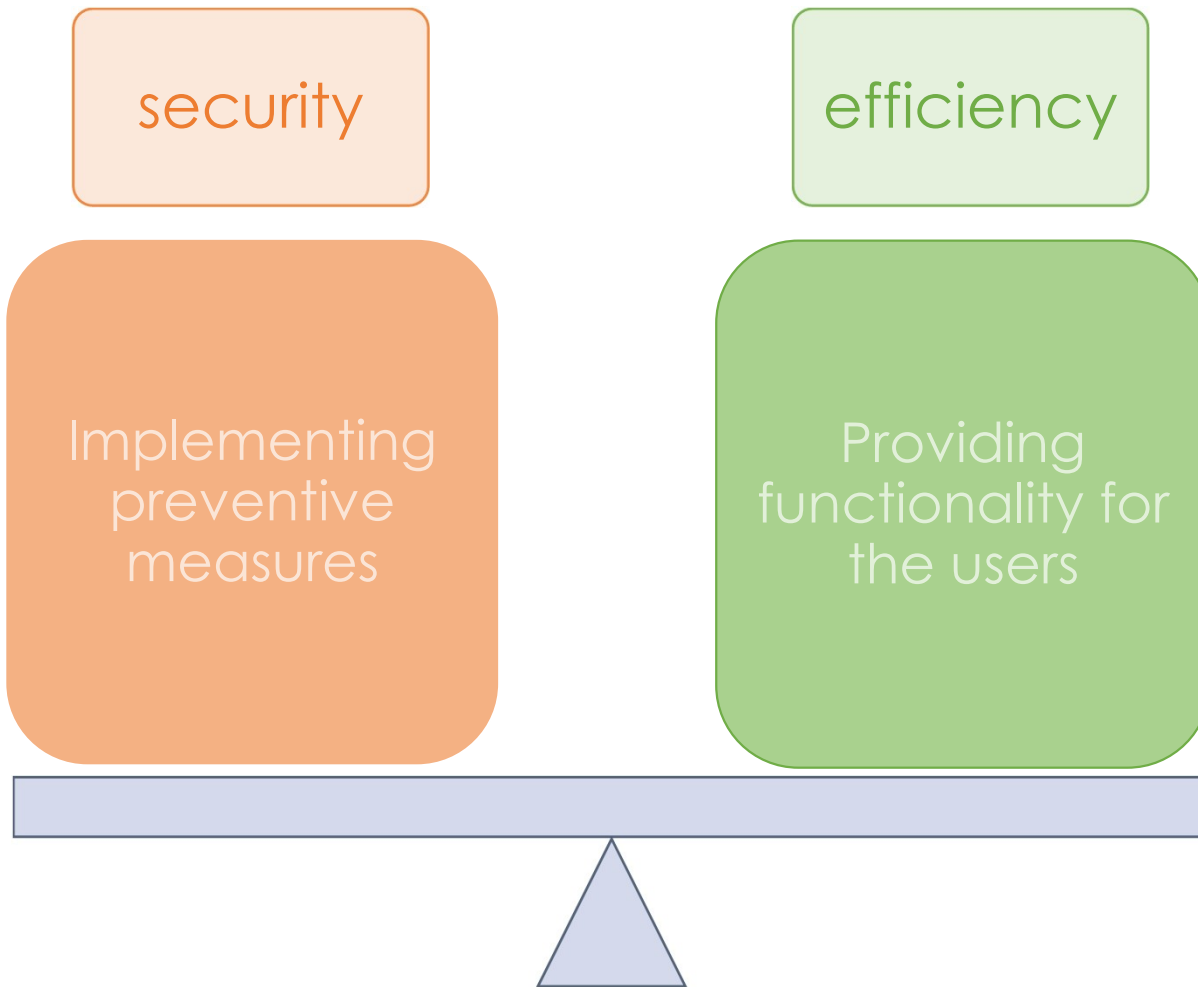 security
efficiency
Implementing
preventive
measures
Providing
functionality for
the users